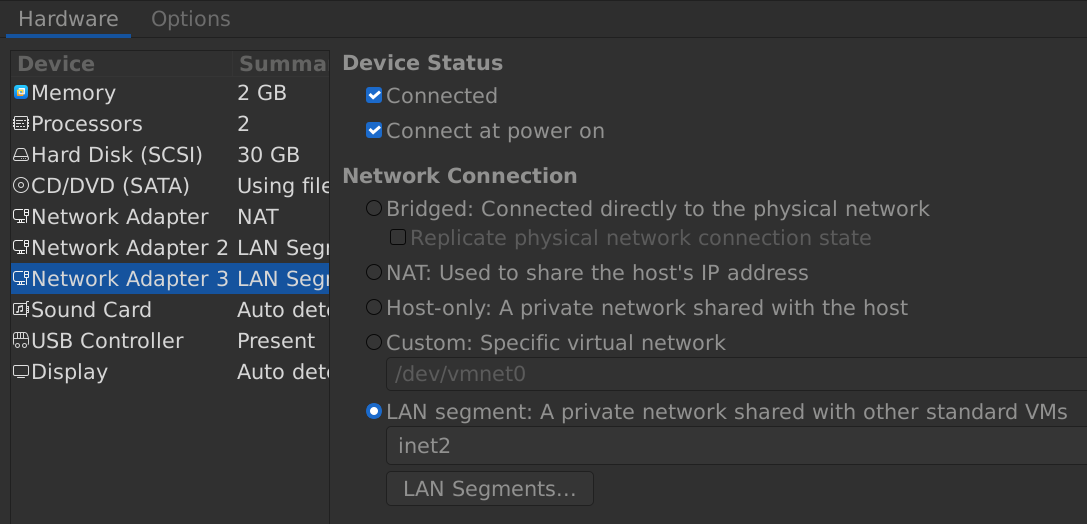 Hardware Options
Device Summa
Memory 2 GB
Processors 2
Hard Disk (SCSI) 30 GB
CD/DVD (SATA) Using file
Network Adapter NAT
Network Adapter 2 LAN Segr
Network Adapter 3 LAN Segr
Sound Card Auto dete
USB Controller Present
Display Auto dete
Device Status
Connected
Connect at power on
Network Connection
Bridged: Connected directly to the physical network
Replicate physical network connection state
NAT: Used to share the host's IP address
Host-only: A private network shared with the host
Custom: Specific virtual network
/dev/vmnet0
LAN segment: A private network shared with other standard VMs
inet2
LAN Segments...